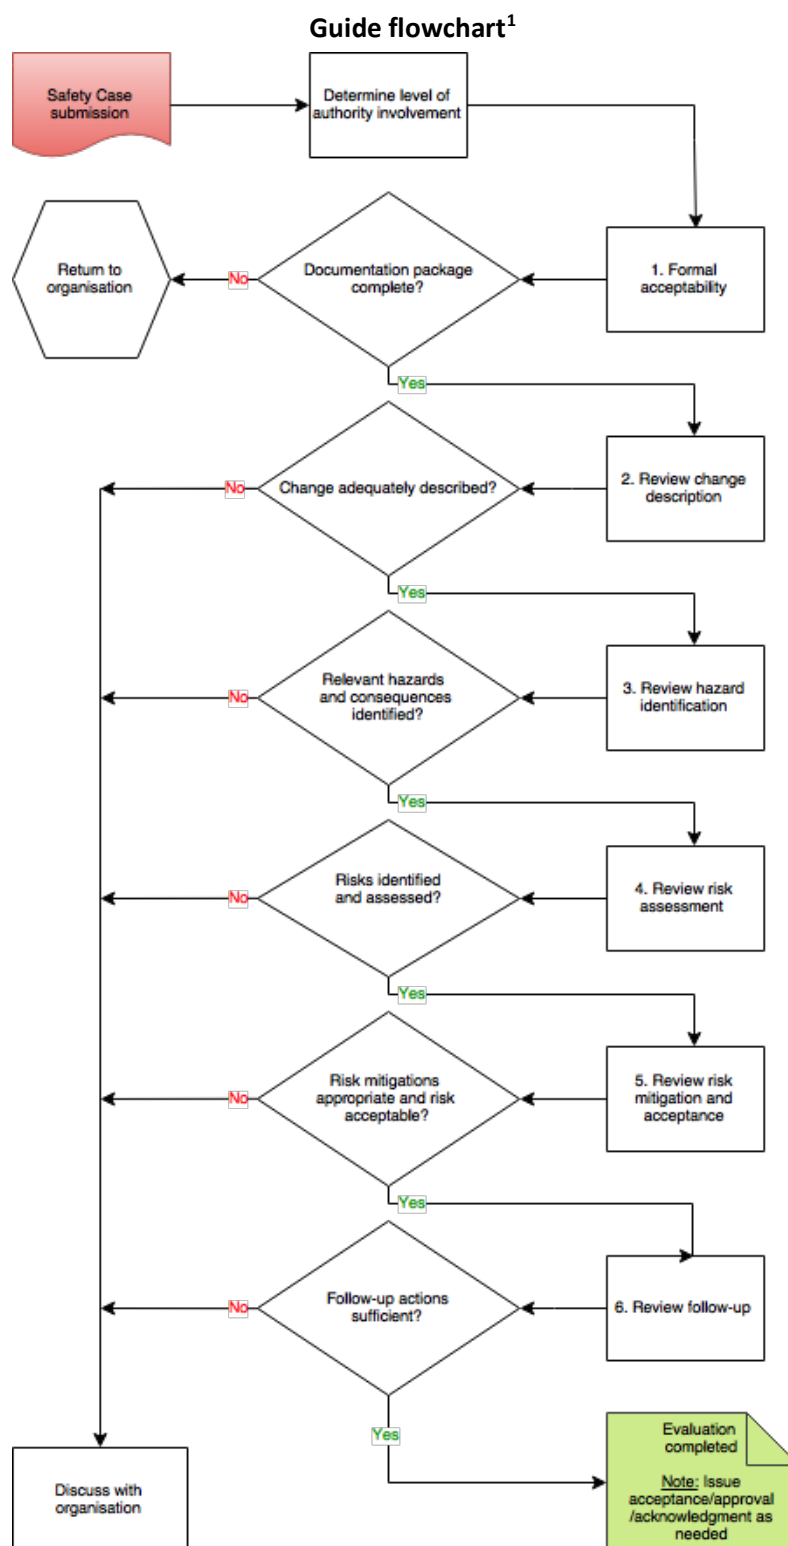 Guide flowchart¹
Safety Case
submission
Determine level of
authority involvement
Return to
organisation
No
Documentation package
complete?
1. Formal
acceptability
Yes
No
Change adequately described?
2. Review change
description
Yes
No
Relevant hazards
and consequences
identified?
3. Review hazard
identification
Yes
No
Risks identified
and assessed?
4. Review risk
assessment
Yes
No
Risk mitigations
appropriate and risk
acceptable?
5. Review risk
mitigation and
acceptance
Yes
No
Follow-up actions
sufficient?
6. Review follow-up
Yes
Discuss with
organisation
Evaluation
completed
Note: Issue
acceptance/approval
/acknowledgment as
needed